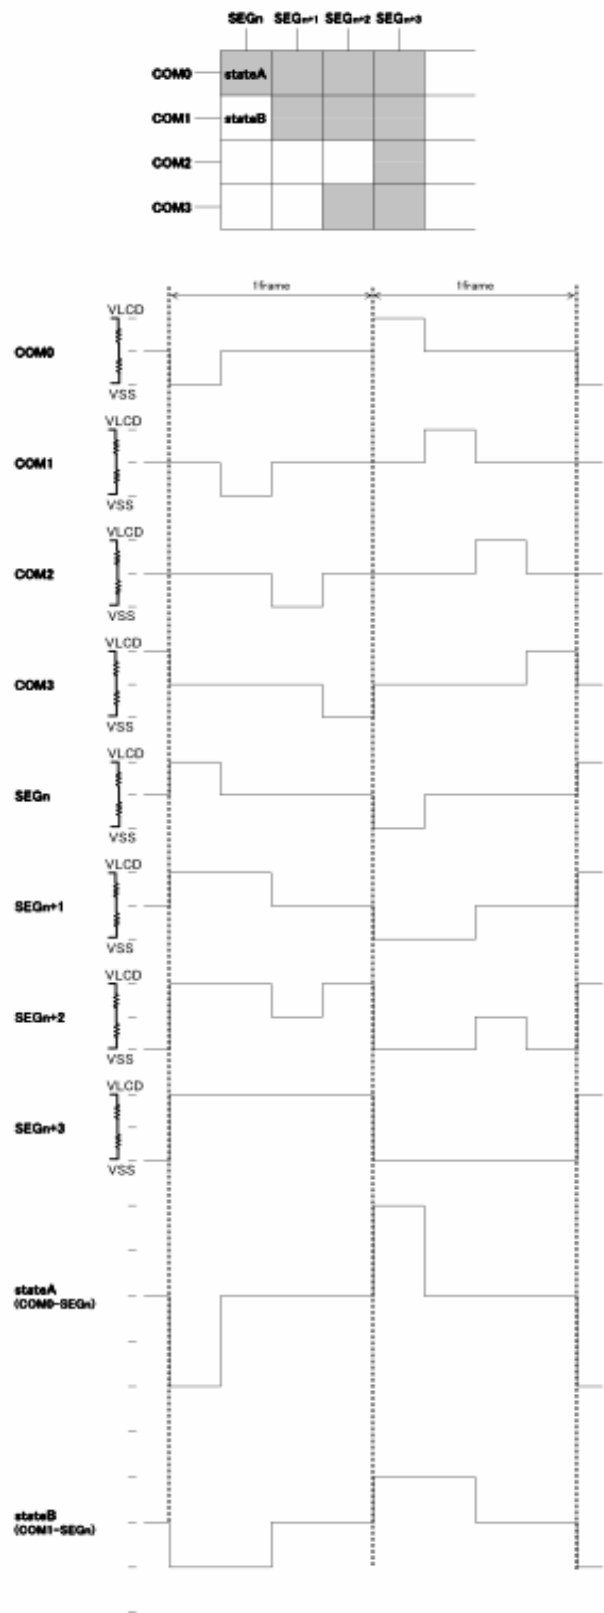 SEGn SEGn+1 SEGn+2 SEGn+3
COM0 stateA
COM1 stateB
COM2
COM3
1frame 1frame
VLCD
COM0
VSS
VLCD
COM1
VSS
VLCD
COM2
VSS
VLCD
COM3
VSS
VLCD
SEGn
VSS
VLCD
SEGn+1
VSS
VLCD
SEGn+2
VSS
VLCD
SEGn+3
VSS
stateA
(COM0-SEGn)
stateB
(COM1-SEGn)